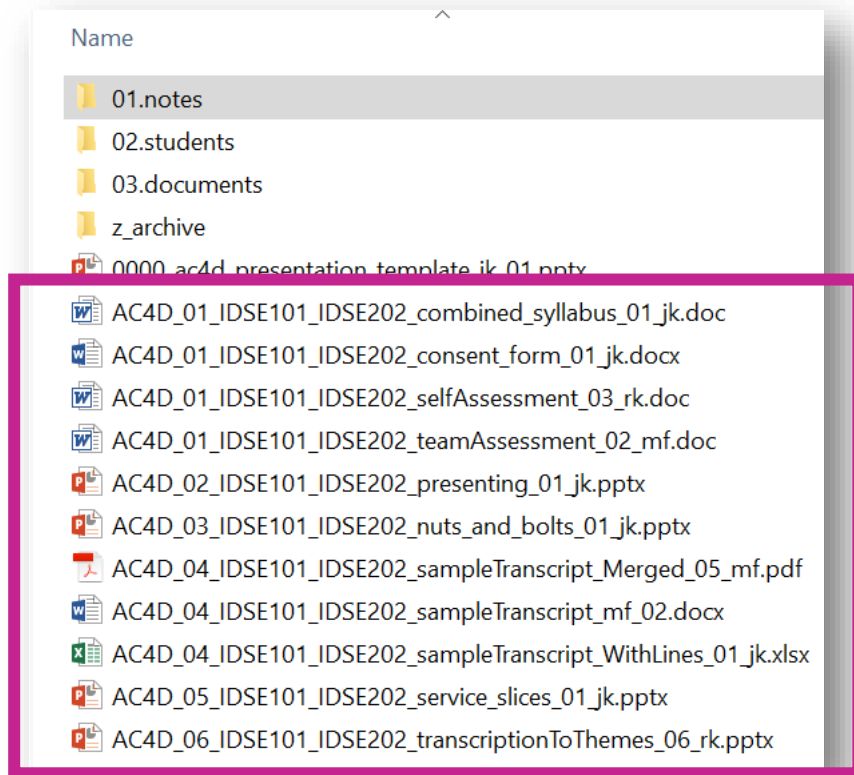 Name
01.notes
02.students
03.documents
z_archive
0000_ac4d_presentation_template_jk_01.pptx
AC4D_01_IDSE101_IDSE202_combined_syllabus_01_jk.doc
AC4D_01_IDSE101_IDSE202_consent_form_01_jk.docx
AC4D_01_IDSE101_IDSE202_selfAssessment_03_rk.doc
AC4D_01_IDSE101_IDSE202_teamAssessment_02_mf.doc
AC4D_02_IDSE101_IDSE202_presenting_01_jk.pptx
AC4D_03_IDSE101_IDSE202_nuts_and_bolts_01_jk.pptx
AC4D_04_IDSE101_IDSE202_sampleTranscript_Merged_05_mf.pdf
AC4D_04_IDSE101_IDSE202_sampleTranscript_mf_02.docx
AC4D_04_IDSE101_IDSE202_sampleTranscript_WithLines_01_jk.xlsx
AC4D_05_IDSE101_IDSE202_service_slices_01_jk.pptx
AC4D_06_IDSE101_IDSE202_transcriptionToThemes_06_rk.pptx